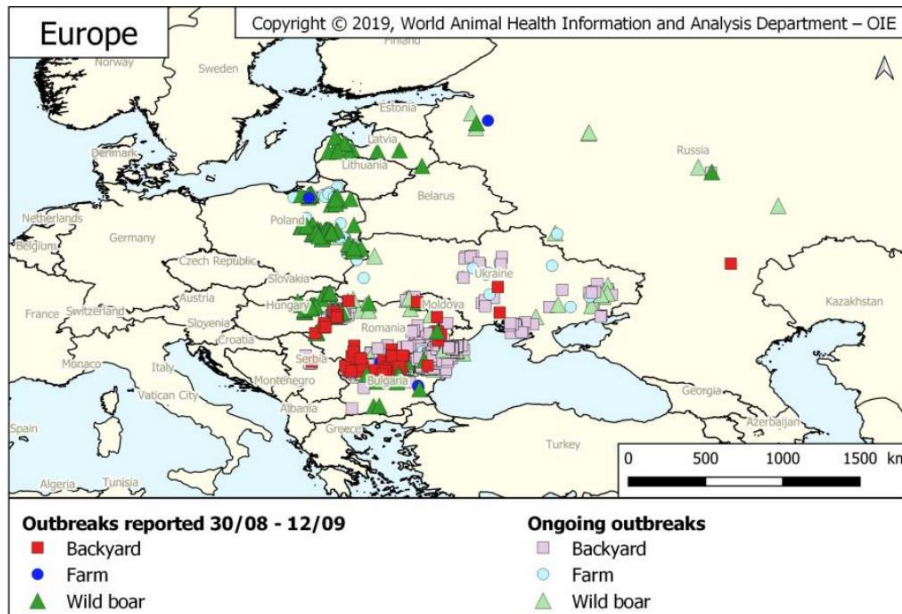 Europe
Copyright © 2019, World Animal Health Information and Analysis Department – OIE
Norway
Finland
Sweden
Estonia
Russia
Latvia
Denmark
Lithuania
Belarus
Netherlands
Poland
Germany
Belgium
Czech Republic
Ukraine
Slovakia
Kazakhstan
Austria
Hungary
Moldova
France
Switzerland
Slovenia
Romania
Croatia
Monaco
Serbia
Italy
Bulgaria
Montenegro
Georgia
Vatican City
Albania
Azerbaijan
Spain
Greece
Turkey
Algeria
Tunisia
0 500 1000 1500 km
Outbreaks reported 30/08 - 12/09
Backyard
Farm
Wild boar
Ongoing outbreaks
Backyard
Farm
Wild boar